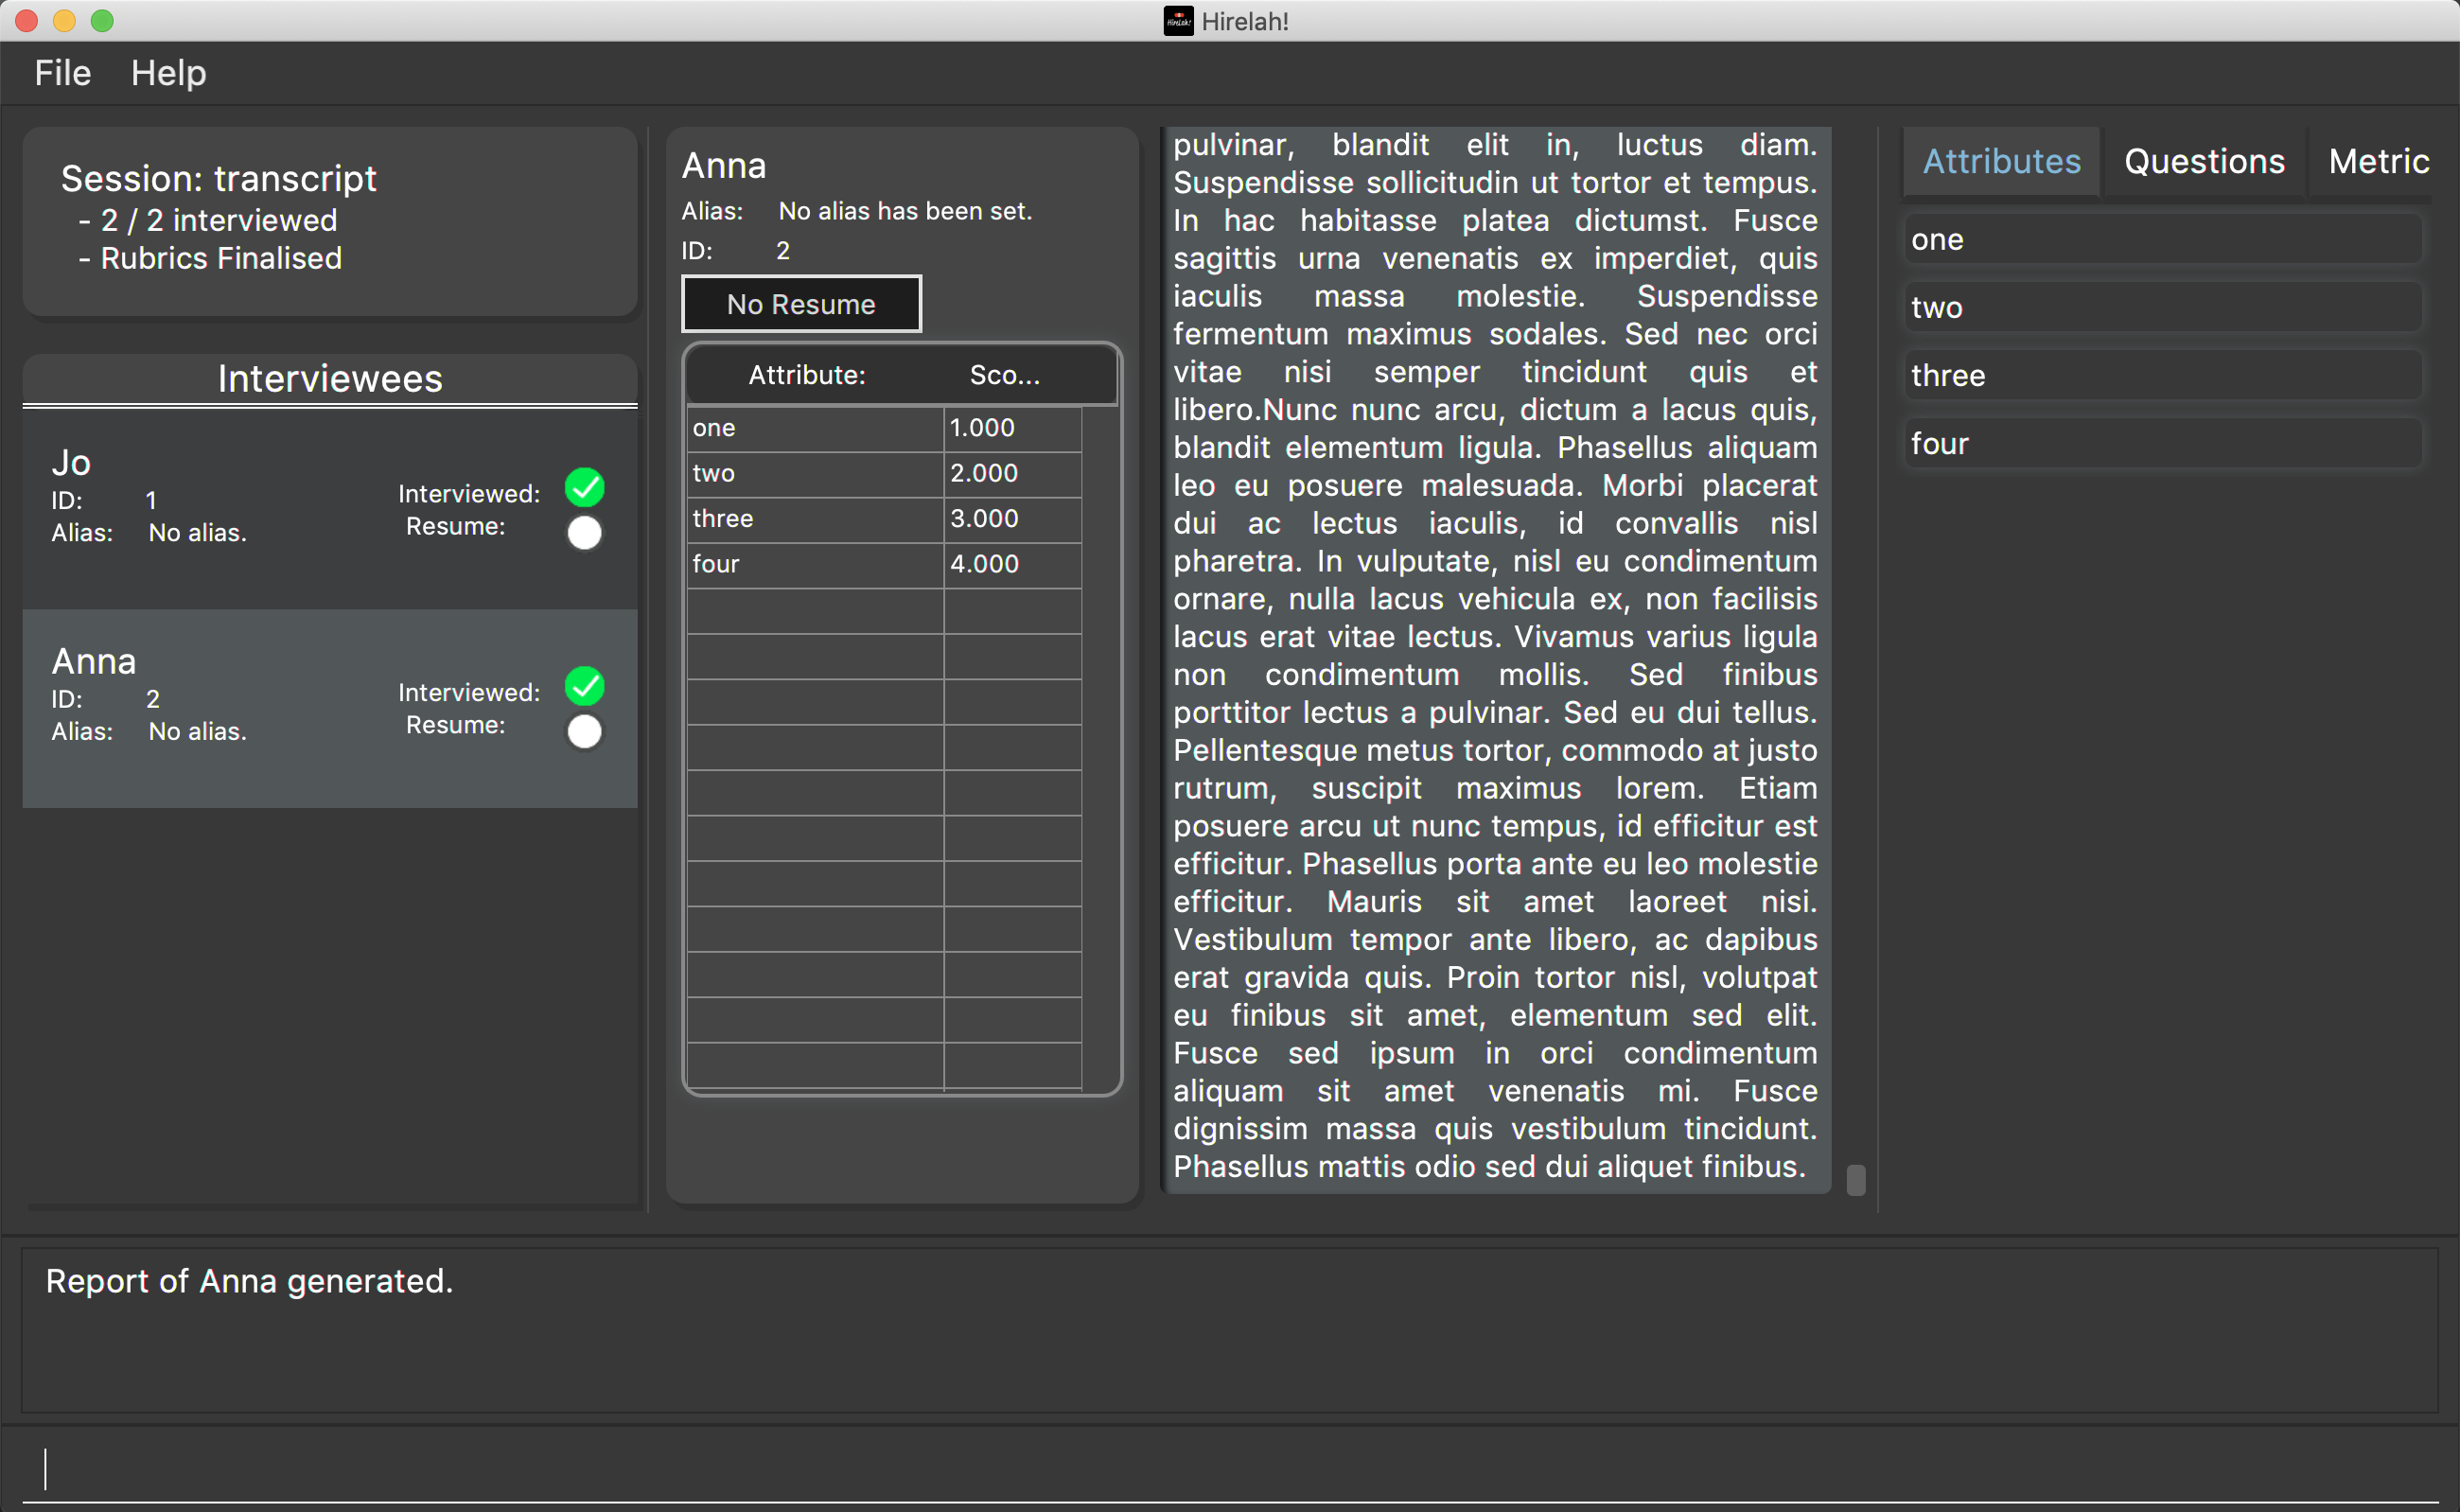 Hirelah!
File Help
Session: transcript
- 2 / 2 interviewed
- Rubrics Finalised
Interviewees
Jo
ID: 1
Alias: No alias.
Interviewed:
Resume:
Anna
ID: 2
Alias: No alias.
Interviewed:
Resume:
Anna
Alias: No alias has been set.
ID: 2
No Resume
Attribute: Sco...
one 1.000
two 2.000
three 3.000
four 4.000
pulvinar, blandit elit in, luctus diam.
Suspendisse sollicitudin ut tortor et tempus.
In hac habitasse platea dictumst. Fusce
sagittis urna venenatis ex imperdiet, quis
iaculis massa molestie. Suspendisse
fermentum maximus sodales. Sed nec orci
vitae nisi semper tincidunt quis et
libero.Nunc nunc arcu, dictum a lacus quis,
blandit elementum ligula. Phasellus aliquam
leo eu posuere malesuada. Morbi placerat
dui ac lectus iaculis, id convallis nisl
pharetra. In vulputate, nisl eu condimentum
ornare, nulla lacus vehicula ex, non facilisis
lacus erat vitae lectus. Vivamus varius ligula
non condimentum mollis. Sed finibus
porttitor lectus a pulvinar. Sed eu dui tellus.
Pellentesque metus tortor, commodo at justo
rutrum, suscipit maximus lorem. Etiam
posuere arcu ut nunc tempus, id efficitur est
efficitur. Phasellus porta ante eu leo molestie
efficitur. Mauris sit amet laoreet nisi.
Vestibulum tempor ante libero, ac dapibus
erat gravida quis. Proin tortor nisl, volutpat
eu finibus sit amet, elementum sed elit.
Fusce sed ipsum in orci condimentum
aliquam sit amet venenatis mi. Fusce
dignissim massa quis vestibulum tincidunt.
Phasellus mattis odio sed dui aliquet finibus.
Attributes Questions Metric
one
two
three
four
Report of Anna generated.